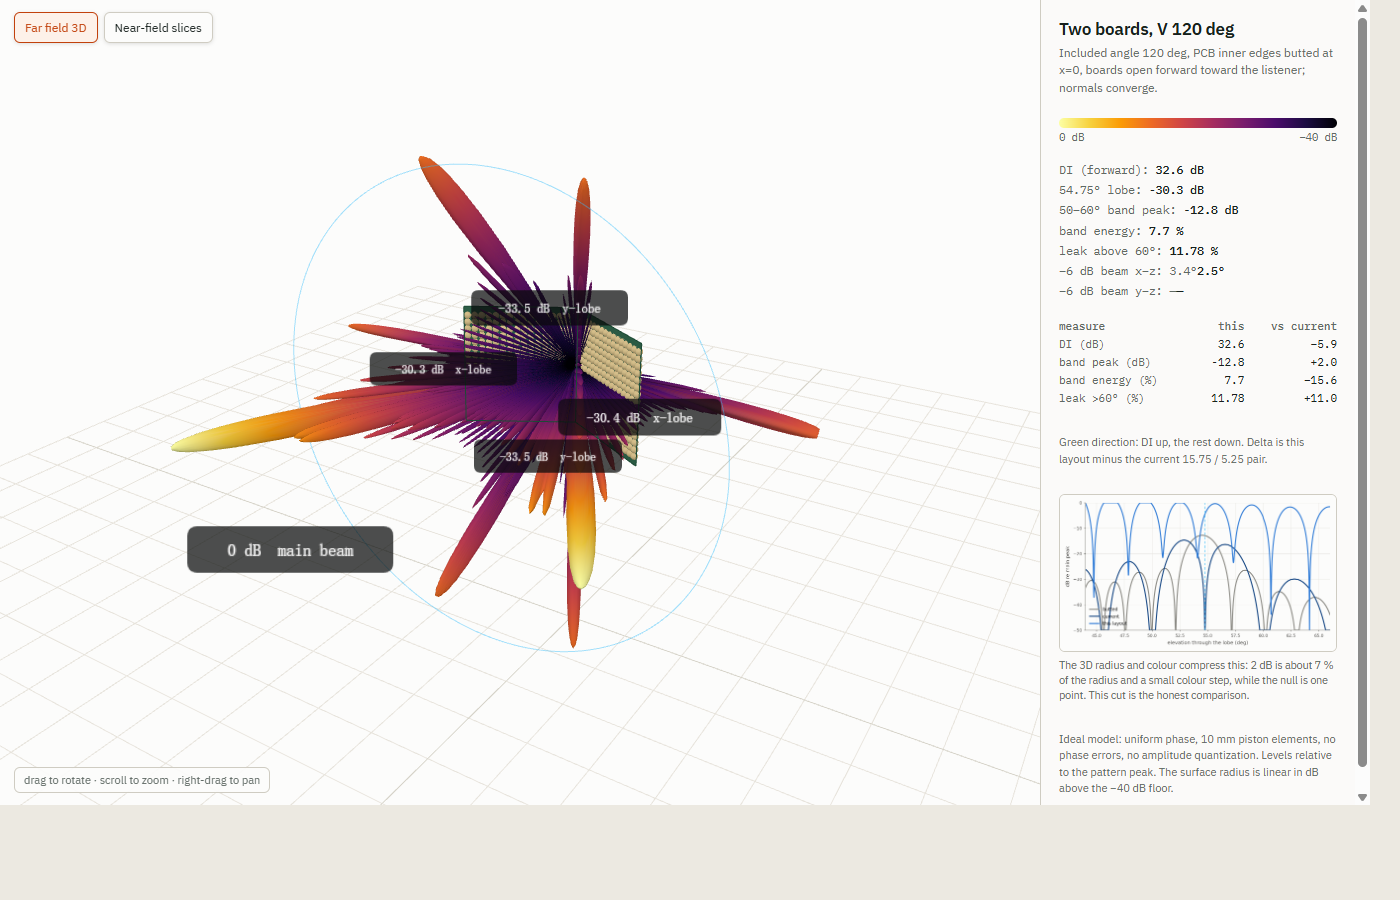 Far field 3D
Near-field slices
-33.5 dB  y-lobe
-30.3 dB  x-lobe
-30.4 dB  x-lobe
-33.5 dB  y-lobe
0 dB  main beam
drag to rotate · scroll to zoom · right-drag to pan
Two boards, V 120 deg
Included angle 120 deg, PCB inner edges butted at
x=0, boards open forward toward the listener;
normals converge.
0 dB −40 dB
DI (forward): 32.6 dB
54.75° lobe: -30.3 dB
50–60° band peak: -12.8 dB
band energy: 7.7 %
leak above 60°: 11.78 %
−6 dB beam x–z: 3.4°2.5°
−6 dB beam y–z: ——
measure this vs current
DI (dB) 32.6 −5.9
band peak (dB) -12.8 +2.0
band energy (%) 7.7 −15.6
leak >60° (%) 11.78 +11.0
Green direction: DI up, the rest down. Delta is this
layout minus the current 15.75 / 5.25 pair.
elevation through the lobe (deg)
The 3D radius and colour compress this: 2 dB is about 7 %
of the radius and a small colour step, while the null is one
point. This cut is the honest comparison.
Ideal model: uniform phase, 10 mm piston elements, no
phase errors, no amplitude quantization. Levels relative
to the pattern peak. The surface radius is linear in dB
above the −40 dB floor.